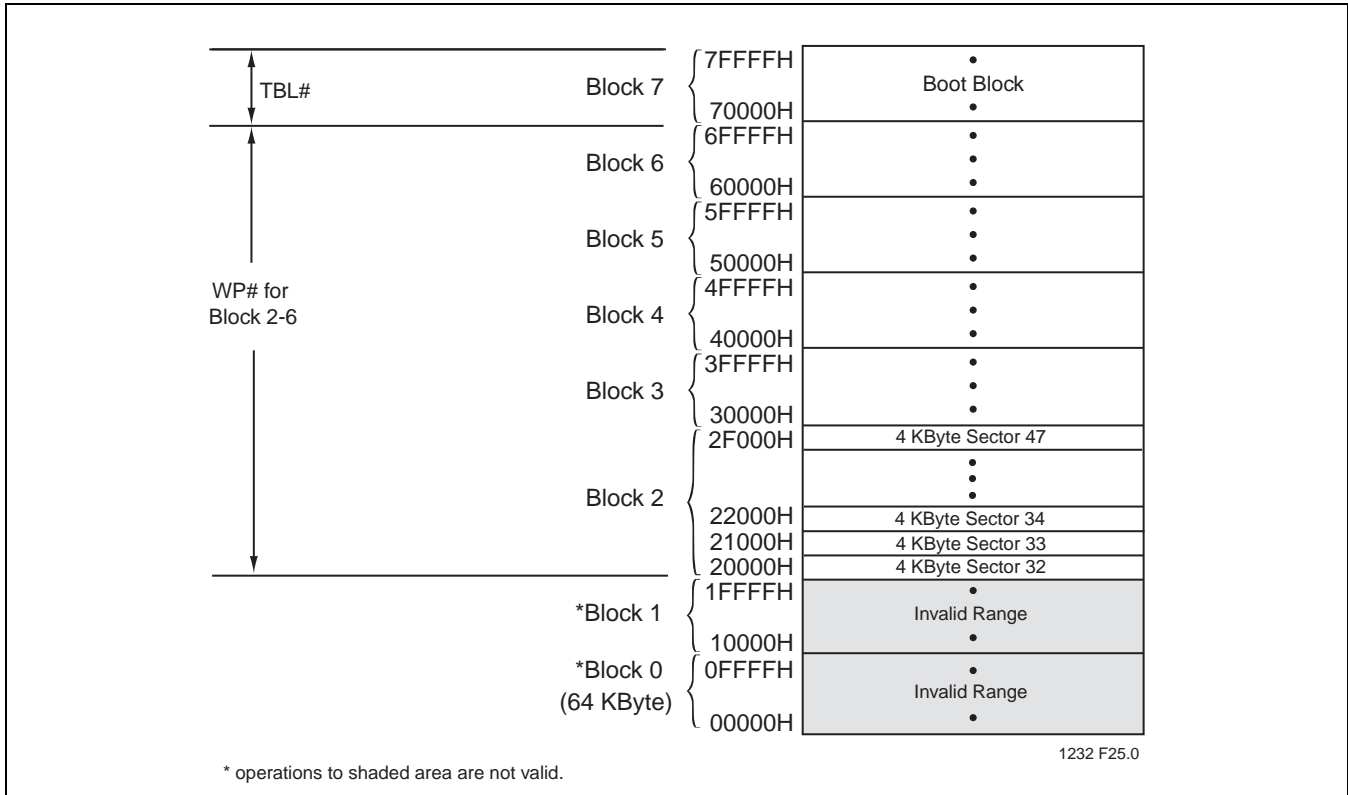 TBL#
Block 7
7FFFFH
Boot Block
70000H
Block 6
6FFFFH
60000H
Block 5
5FFFFH
50000H
WP# for
Block 2-6
Block 4
4FFFFH
40000H
Block 3
3FFFFH
30000H
Block 2
2F000H
4 KByte Sector 47
22000H
4 KByte Sector 34
21000H
4 KByte Sector 33
20000H
4 KByte Sector 32
*Block 1
1FFFFH
Invalid Range
10000H
*Block 0
(64 KByte)
0FFFFH
Invalid Range
00000H
1232 F25.0
* operations to shaded area are not valid.